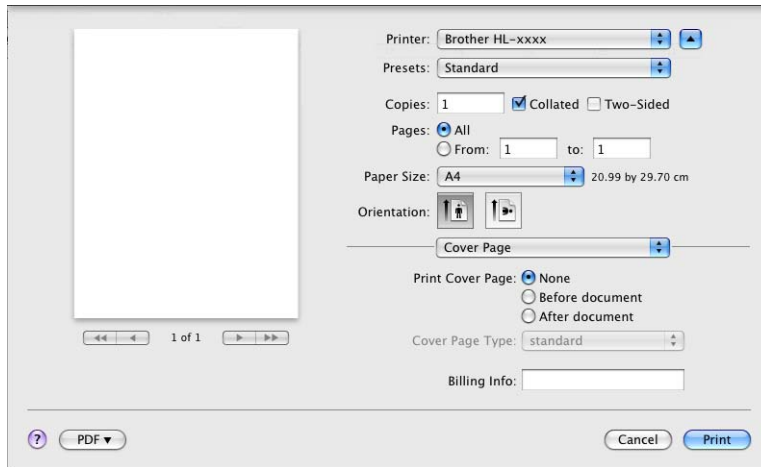 Printer: Brother HL-xxxx
Presets: Standard
Copies: 1 Collated Two-Sided
Pages: All
From: 1 to: 1
Paper Size: A4 20.99 by 29.70 cm
Orientation:
Cover Page
Print Cover Page: None
Before document
After document
1 of 1
Cover Page Type: standard
Billing Info:
? PDF Cancel Print